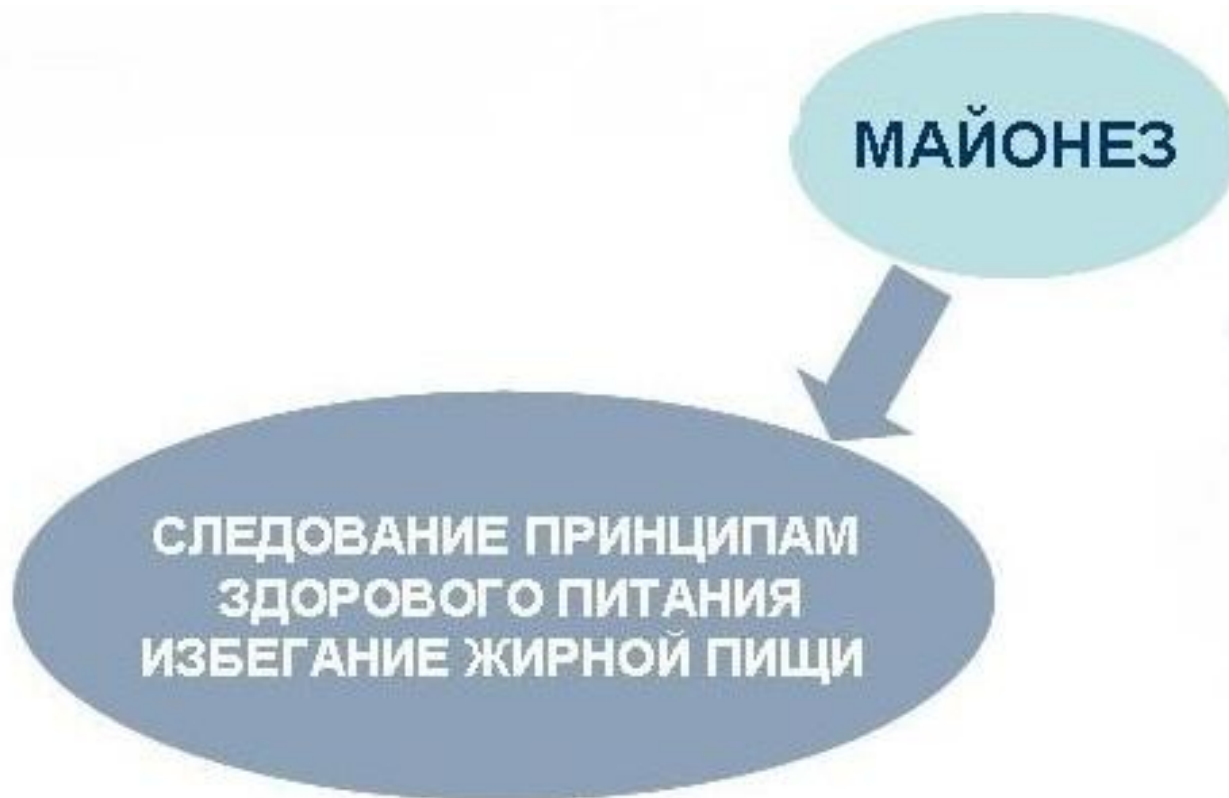 МАЙОНЕЗ
СЛЕДОВАНИЕ ПРИНЦИПАМ
ЗДОРОВОГО ПИТАНИЯ
ИЗБЕГАНИЕ ЖИРНОЙ ПИЩИ